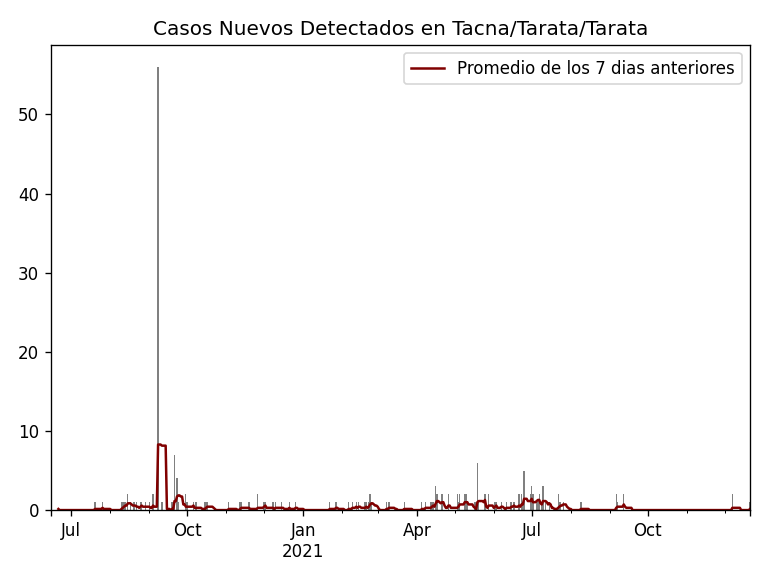 Casos Nuevos Detectados en Tacna/Tarata/Tarata
Promedio de los 7 dias anteriores
50
40
30
20
10
0
Jul Oct Jan Apr Jul Oct
2021